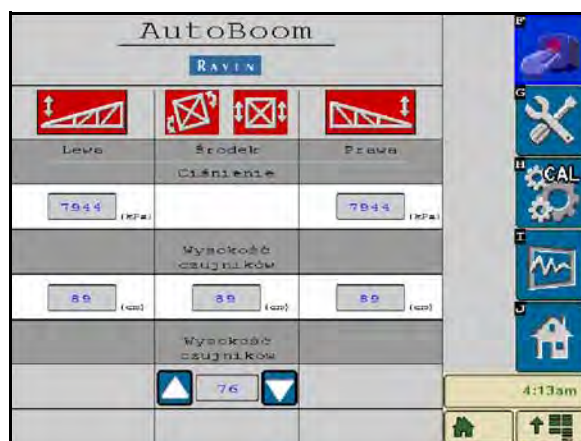 AutoBoom
RAVEN
Lewa Środek Prawa
Ciśnienie
7944 (kPa) 7944 (kPa)
Wysokość
czujników
89 (cm) 89 (cm) 89 (cm)
Wysokość
czujników
76
F
G
H
CAL
I
J
4:13am